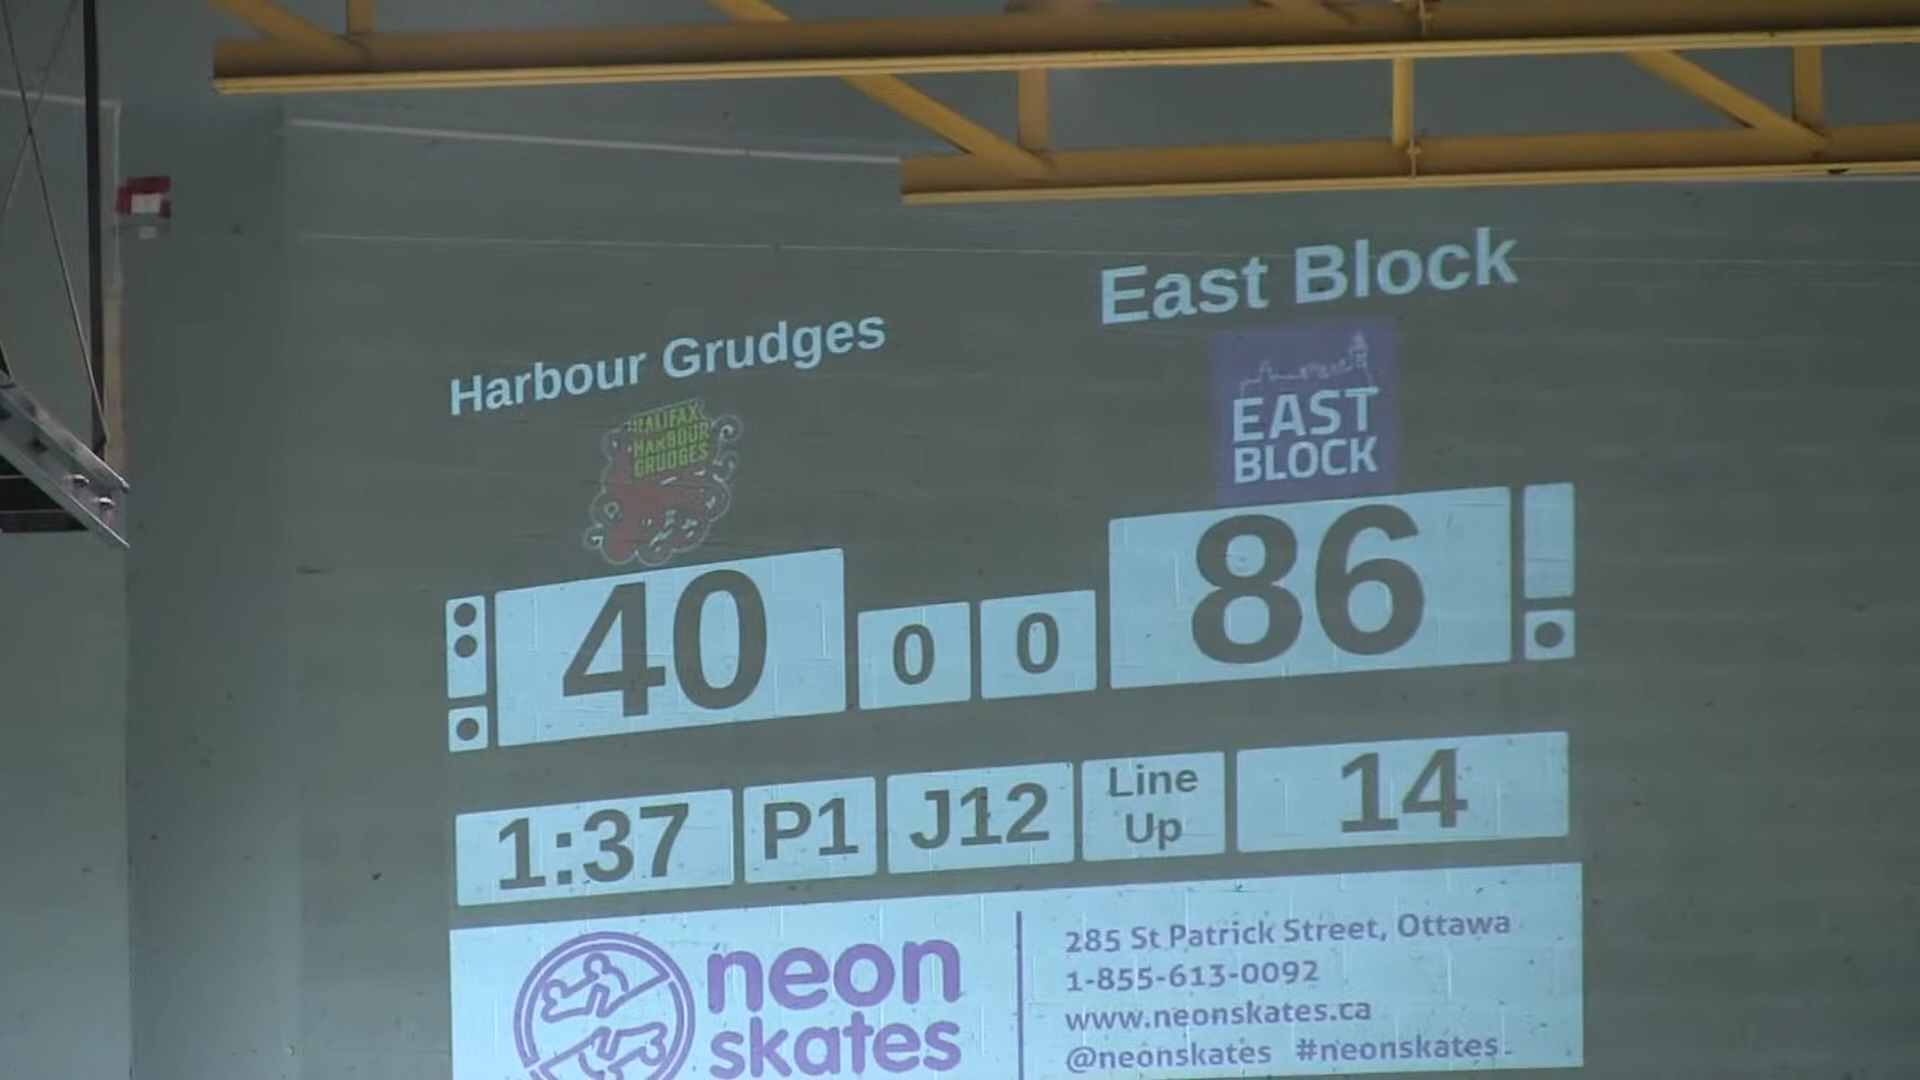 East Block
Harbour Grudges
HALIFAX
HARBOUR
GRUDGES
EAST
BLOCK
40
0
0
86
1:37
P1
J12
Line
Up
14
neon
skates
285 St Patrick Street, Ottawa
1-855-613-0092
www.neonskates.ca
@neonskates #neonskates